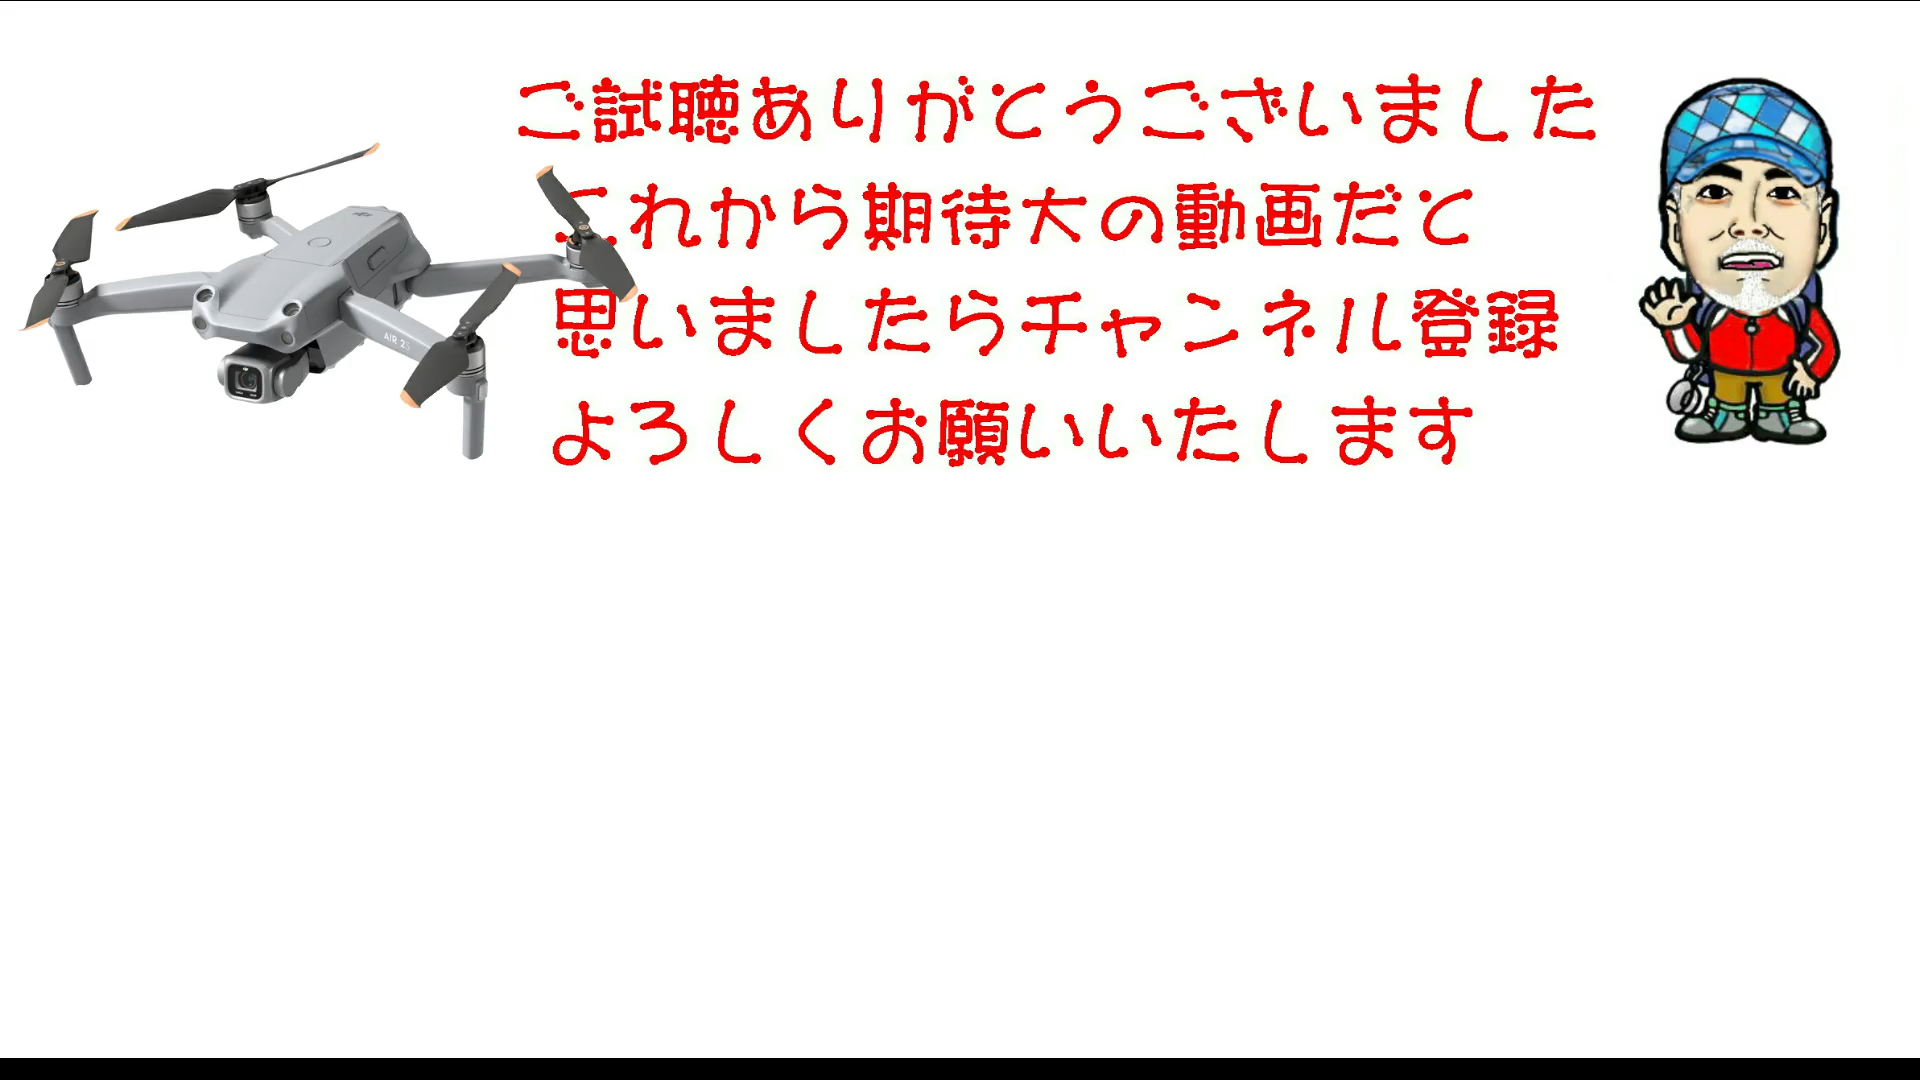 ご試聴ありがとうございました
これから期待大の動画だと
思いましたらチャンネル登録
よろしくお願いいたします
AIR 2S